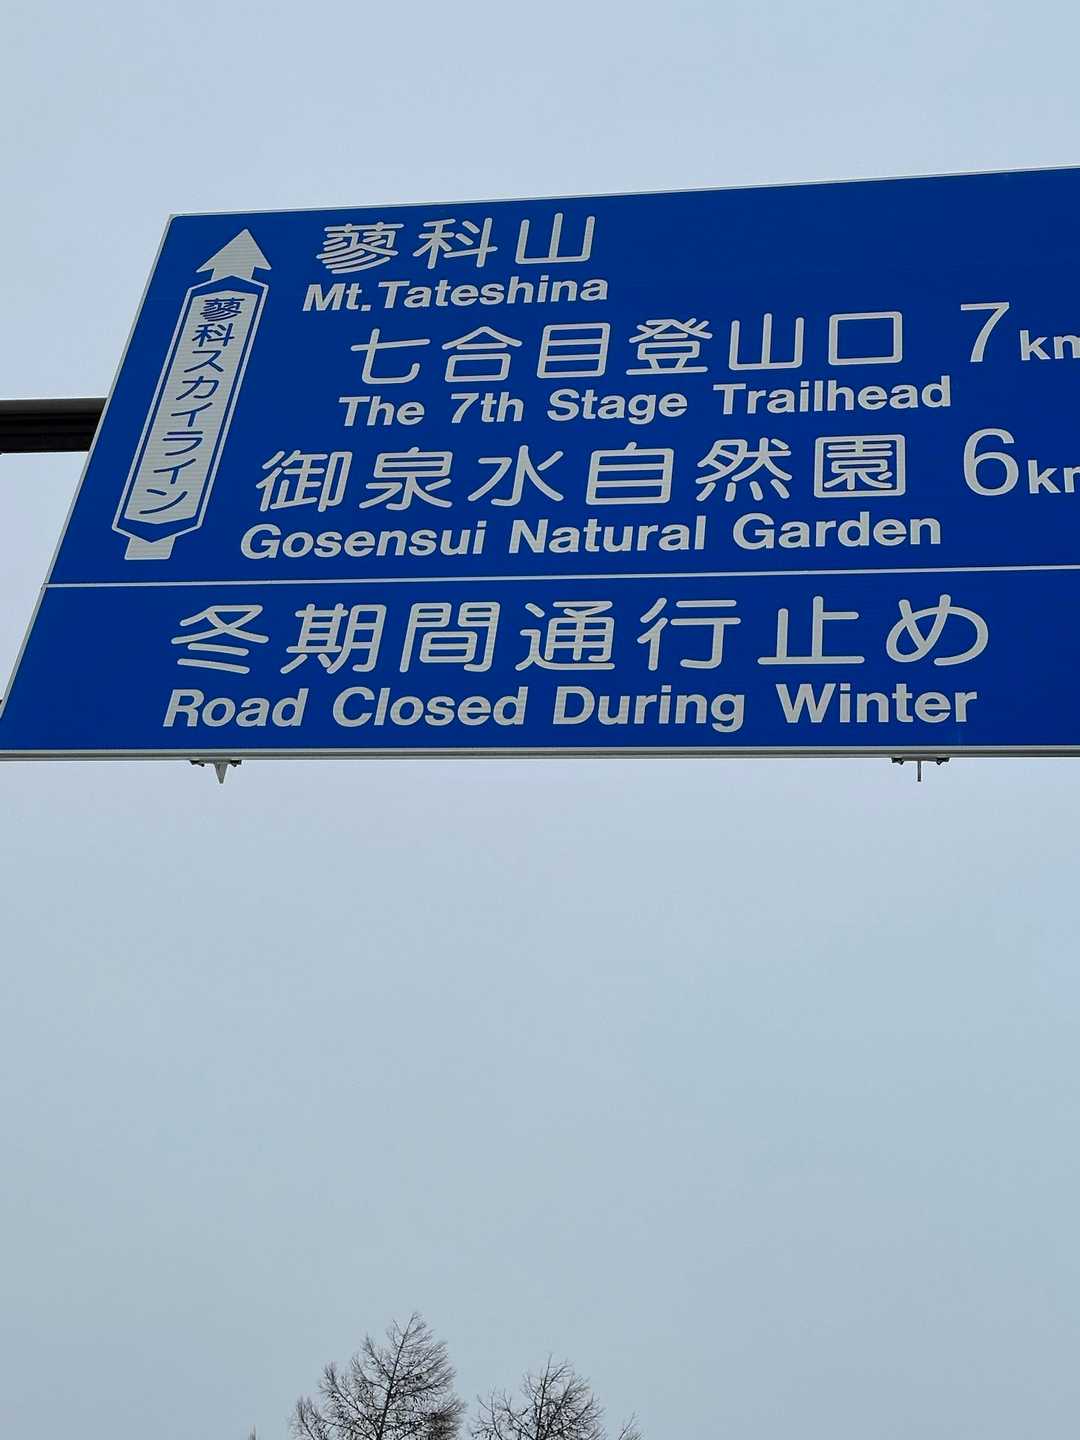 蓼科山
Mt. Tateshina
七合目登山口 7km
The 7th Stage Trailhead
御泉水自然園 6km
Gosensui Natural Garden
蓼科スカイライン
冬期間通行止め
Road Closed During Winter